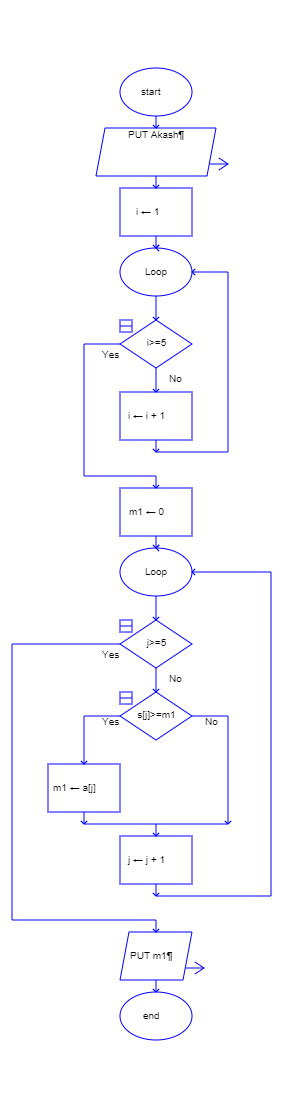 start
PUT Akash¶
i ← 1
Loop
i>=5
Yes
No
i ← i + 1
m1 ← 0
Loop
j>=5
Yes
No
s[j]>=m1
Yes
No
m1 ← a[j]
j ← j + 1
PUT m1¶
end